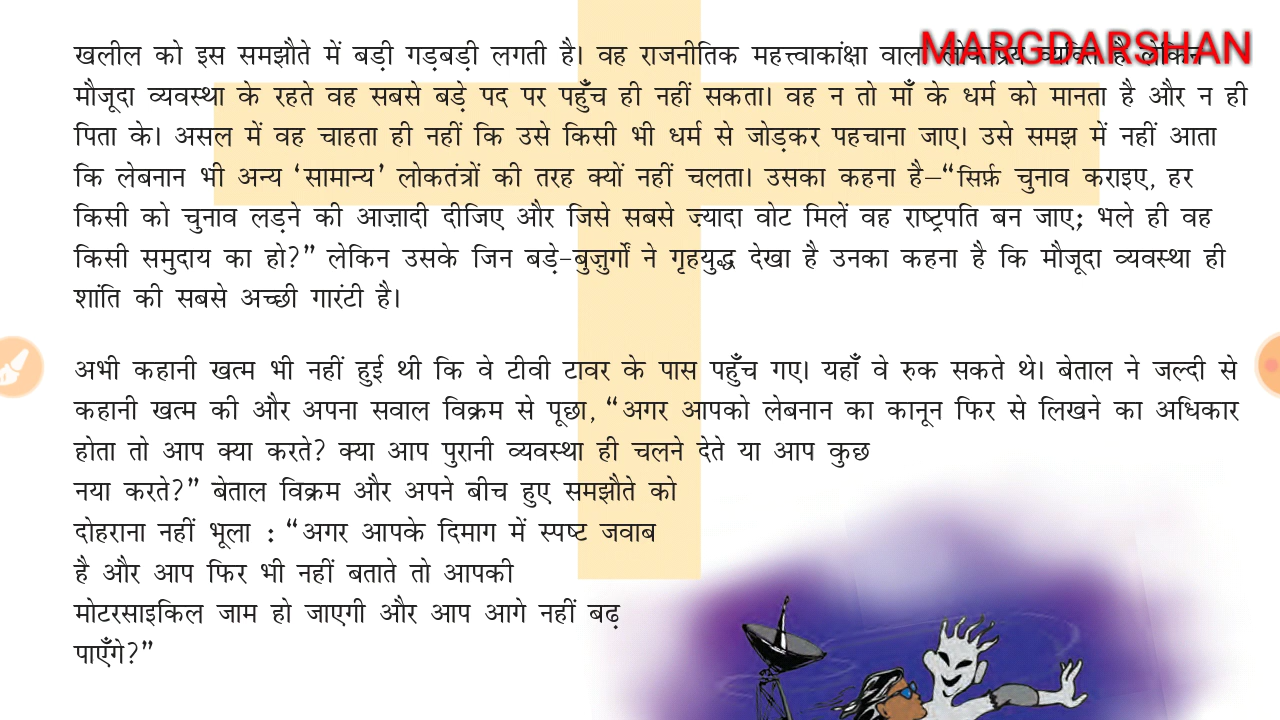 खलील को इस समझौते में बड़ी गड़बड़ी लगती है। वह राजनीतिक महत्त्वाकांक्षा वाला लोकप्रिय व्यक्ति है लेकिन
MARGDARSHAN
मौजूदा व्यवस्था के रहते वह सबसे बड़े पद पर पहुँच ही नहीं सकता। वह न तो माँ के धर्म को मानता है और न ही
पिता के। असल में वह चाहता ही नहीं कि उसे किसी भी धर्म से जोड़कर पहचाना जाए। उसे समझ में नहीं आता
कि लेबनान भी अन्य ‘सामान्य’ लोकतंत्रों की तरह क्यों नहीं चलता। उसका कहना है–“सिर्फ़ चुनाव कराइए, हर
किसी को चुनाव लड़ने की आज़ादी दीजिए और जिसे सबसे ज़्यादा वोट मिलें वह राष्ट्रपति बन जाए; भले ही वह
किसी समुदाय का हो?” लेकिन उसके जिन बड़े-बुज़ुर्गों ने गृहयुद्ध देखा है उनका कहना है कि मौजूदा व्यवस्था ही
शांति की सबसे अच्छी गारंटी है।
अभी कहानी खत्म भी नहीं हुई थी कि वे टीवी टावर के पास पहुँच गए। यहाँ वे रुक सकते थे। बेताल ने जल्दी से
कहानी खत्म की और अपना सवाल विक्रम से पूछा, “अगर आपको लेबनान का कानून फिर से लिखने का अधिकार
होता तो आप क्या करते? क्या आप पुरानी व्यवस्था ही चलने देते या आप कुछ
नया करते?” बेताल विक्रम और अपने बीच हुए समझौते को
दोहराना नहीं भूला : “अगर आपके दिमाग में स्पष्ट जवाब
है और आप फिर भी नहीं बताते तो आपकी
मोटरसाइकिल जाम हो जाएगी और आप आगे नहीं बढ़
पाएँगे?”